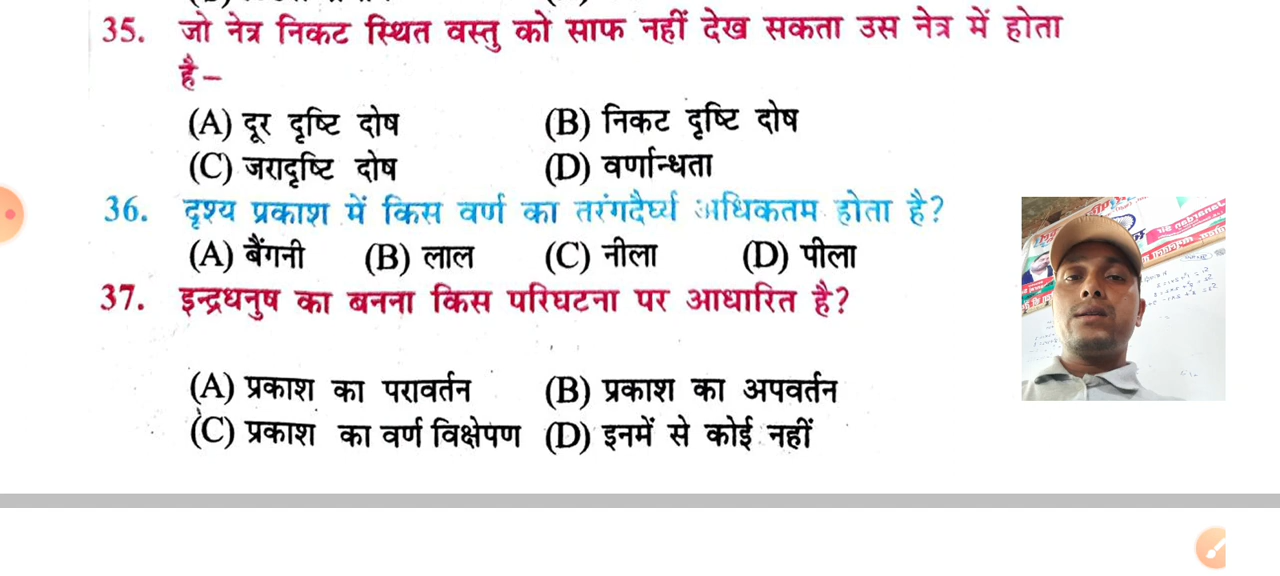 35. जो नेत्र निकट स्थित वस्तु को साफ नहीं देख सकता उस नेत्र में होता
है–
(A) दूर दृष्टि दोष (B) निकट दृष्टि दोष
(C) जरादृष्टि दोष (D) वर्णान्धता
36. दृश्य प्रकाश में किस वर्ण का तरंगदैर्घ्य अधिकतम होता है?
(A) बैंगनी (B) लाल (C) नीला (D) पीला
37. इन्द्रधनुष का बनना किस परिघटना पर आधारित है?
(A) प्रकाश का परावर्तन (B) प्रकाश का अपवर्तन
(C) प्रकाश का वर्ण विक्षेपण (D) इनमें से कोई नहीं